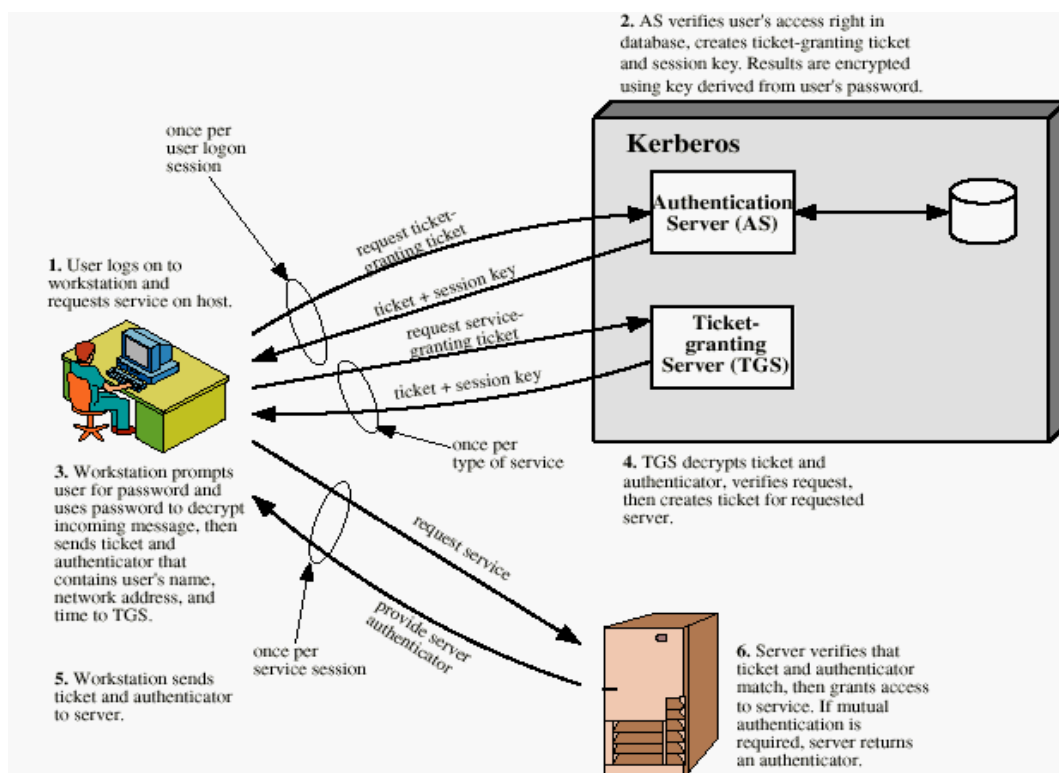 2. AS verifies user's access right in
database, creates ticket-granting ticket
and session key. Results are encrypted
using key derived from user's password.
once per
user logon
session
Kerberos
Authentication
Server (AS)
request ticket-
granting ticket
1. User logs on to
workstation and
requests service on host.
ticket + session key
request service-
granting ticket
Ticket-
granting
Server (TGS)
ticket + session key
once per
type of service
3. Workstation prompts
user for password and
uses password to decrypt
incoming message, then
sends ticket and
authenticator that
contains user's name,
network address, and
time to TGS.
4. TGS decrypts ticket and
authenticator, verifies request,
then creates ticket for requested
server.
request service
provide server
authenticator
once per
service session
5. Workstation sends
ticket and authenticator
to server.
6. Server verifies that
ticket and authenticator
match, then grants access
to service. If mutual
authentication is
required, server returns
an authenticator.